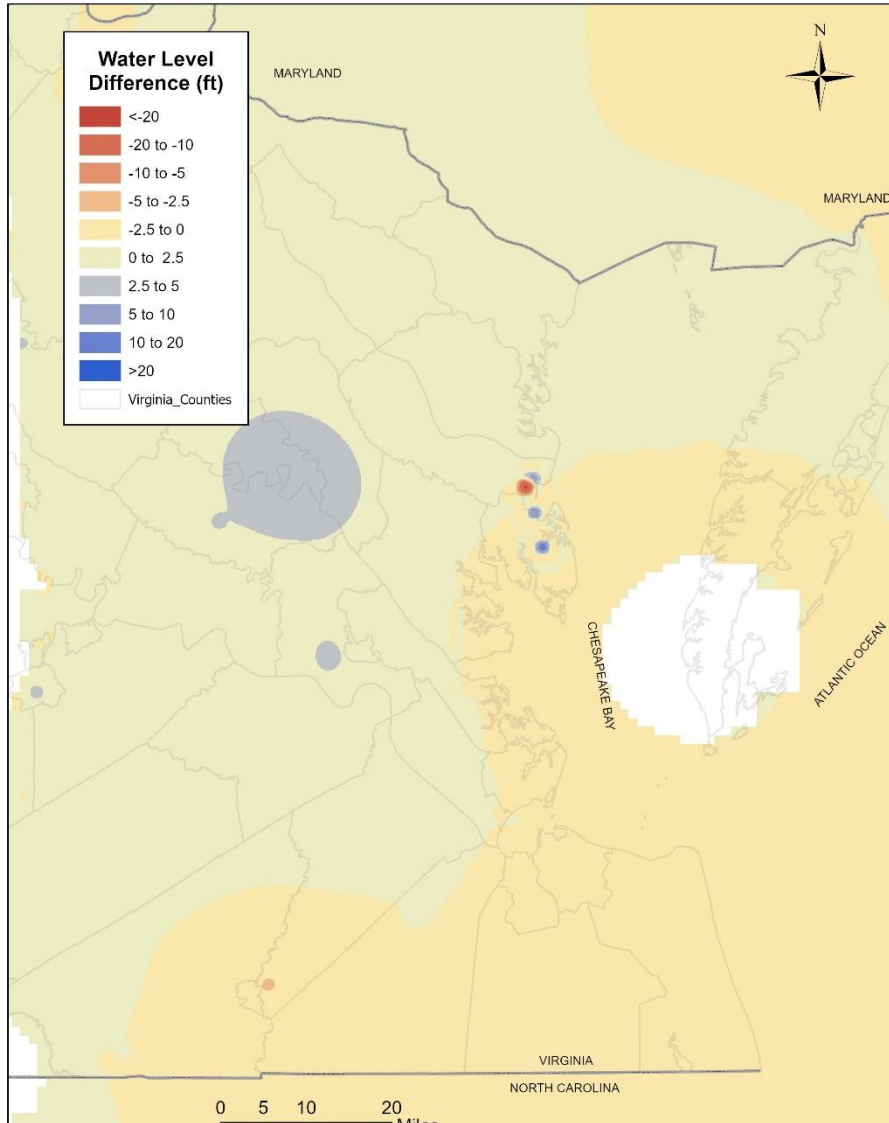 Water Level
Difference (ft)
<-20
-20 to -10
-10 to -5
-5 to -2.5
-2.5 to 0
0 to 2.5
2.5 to 5
5 to 10
10 to 20
>20
Virginia_Counties
MARYLAND
N
MARYLAND
CHESAPEAKE BAY
ATLANTIC OCEAN
VIRGINIA
NORTH CAROLINA
0 5 10 20
Miles